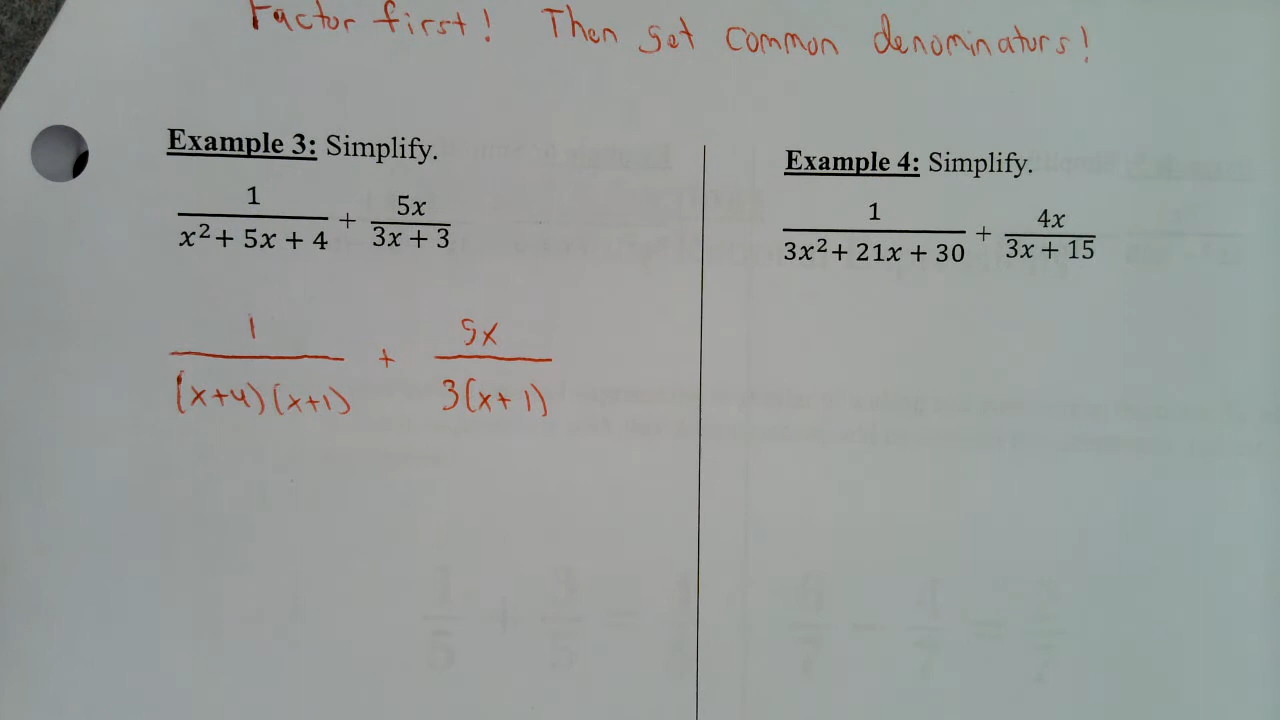 Factor first! Then get common denominators!
Example 3: Simplify.
1/(x² + 5x + 4) + 5x/(3x + 3)
1/((x+4)(x+1)) + 5x/(3(x+1))
Example 4: Simplify.
1/(3x² + 21x + 30) + 4x/(3x + 15)